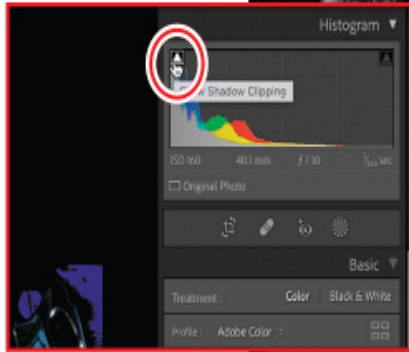 Histogram ▼
Shadow Clipping
ISO 160 40.1 mm f / 10 sec
Original Photo
Basic ▼
Treatment : Color Black & White
Profile : Adobe Color